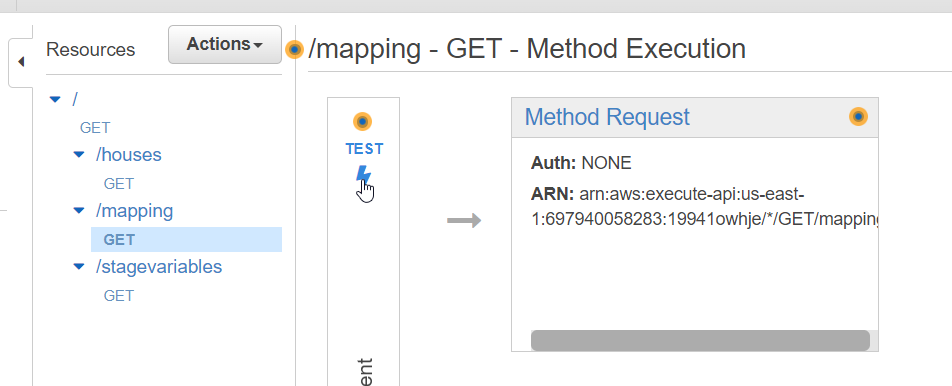 Resources
Actions
/
GET
/houses
GET
/mapping
GET
/stagevariables
GET
/mapping - GET - Method Execution
TEST
ent
Method Request
Auth: NONE
ARN: arn:aws:execute-api:us-east-
1:697940058283:19941owhje/*/GET/mapping